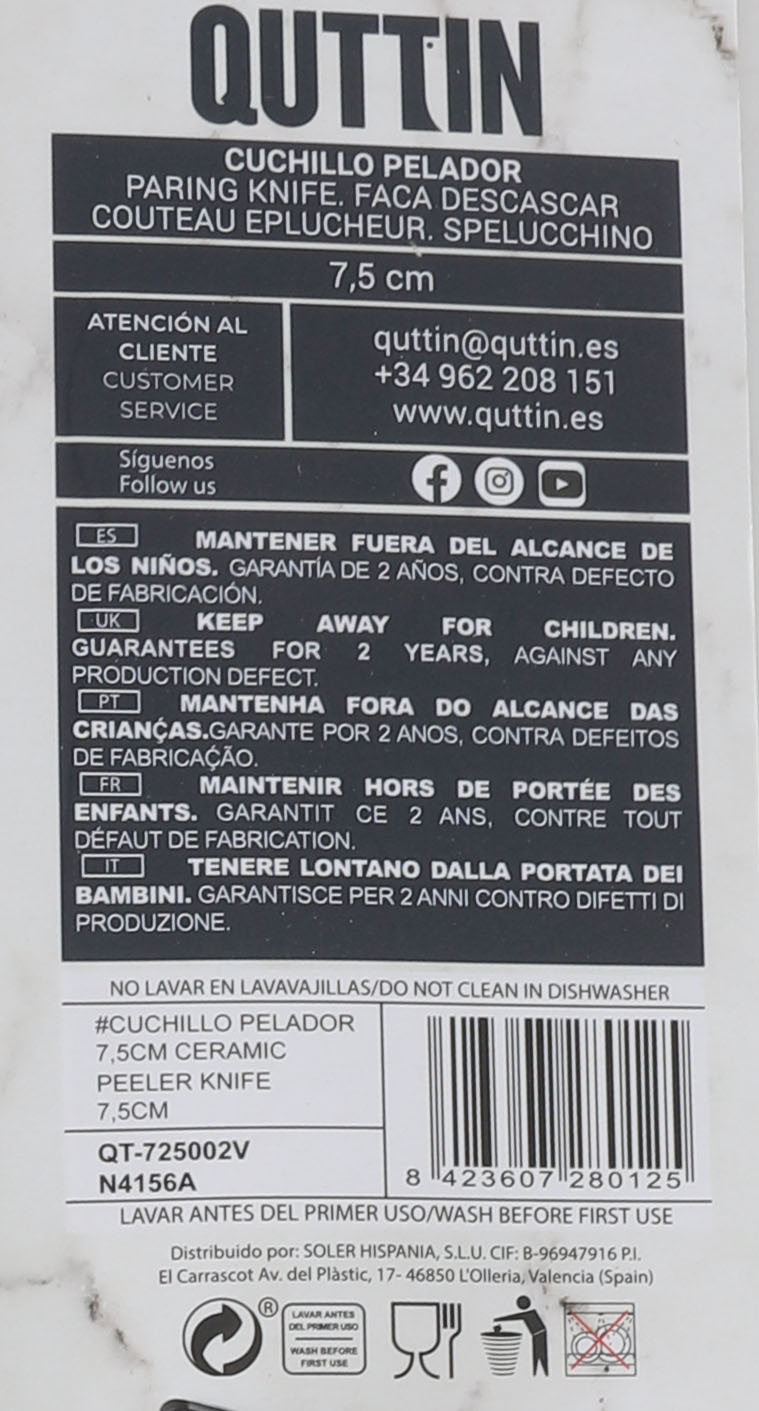 QUTTIN
CUCHILLO PELADOR
PARING KNIFE. FACA DESCASCAR
COUTEAU EPLUCHEUR. SPELUCCHINO
7,5 cm
ATENCIÓN AL
CLIENTE
CUSTOMER
SERVICE
quttin@quttin.es
+34 962 208 151
www.quttin.es
Síguenos
Follow us
ES MANTENER FUERA DEL ALCANCE DE
LOS NIÑOS. GARANTÍA DE 2 AÑOS, CONTRA DEFECTO
DE FABRICACIÓN.
UK KEEP AWAY FOR CHILDREN.
GUARANTEES FOR 2 YEARS, AGAINST ANY
PRODUCTION DEFECT.
PT MANTENHA FORA DO ALCANCE DAS
CRIANÇAS.GARANTE POR 2 ANOS, CONTRA DEFEITOS
DE FABRICAÇÃO.
FR MAINTENIR HORS DE PORTÉE DES
ENFANTS. GARANTIT CE 2 ANS, CONTRE TOUT
DÉFAUT DE FABRICATION.
IT TENERE LONTANO DALLA PORTATA DEI
BAMBINI. GARANTISCE PER 2 ANNI CONTRO DIFETTI DI
PRODUZIONE.
NO LAVAR EN LAVAVAJILLAS/DO NOT CLEAN IN DISHWASHER
#CUCHILLO PELADOR
7,5CM CERAMIC
PEELER KNIFE
7,5CM
QT-725002V
N4156A
8 423607 280125
LAVAR ANTES DEL PRIMER USO/WASH BEFORE FIRST USE
Distribuido por: SOLER HISPANIA, S.L.U. CIF: B-96947916 P.I.
El Carrascot Av. del Plàstic, 17- 46850 L'Olleria, Valencia (Spain)
®
LAVAR ANTES
DEL PRIMER USO
WASH BEFORE
FIRST USE